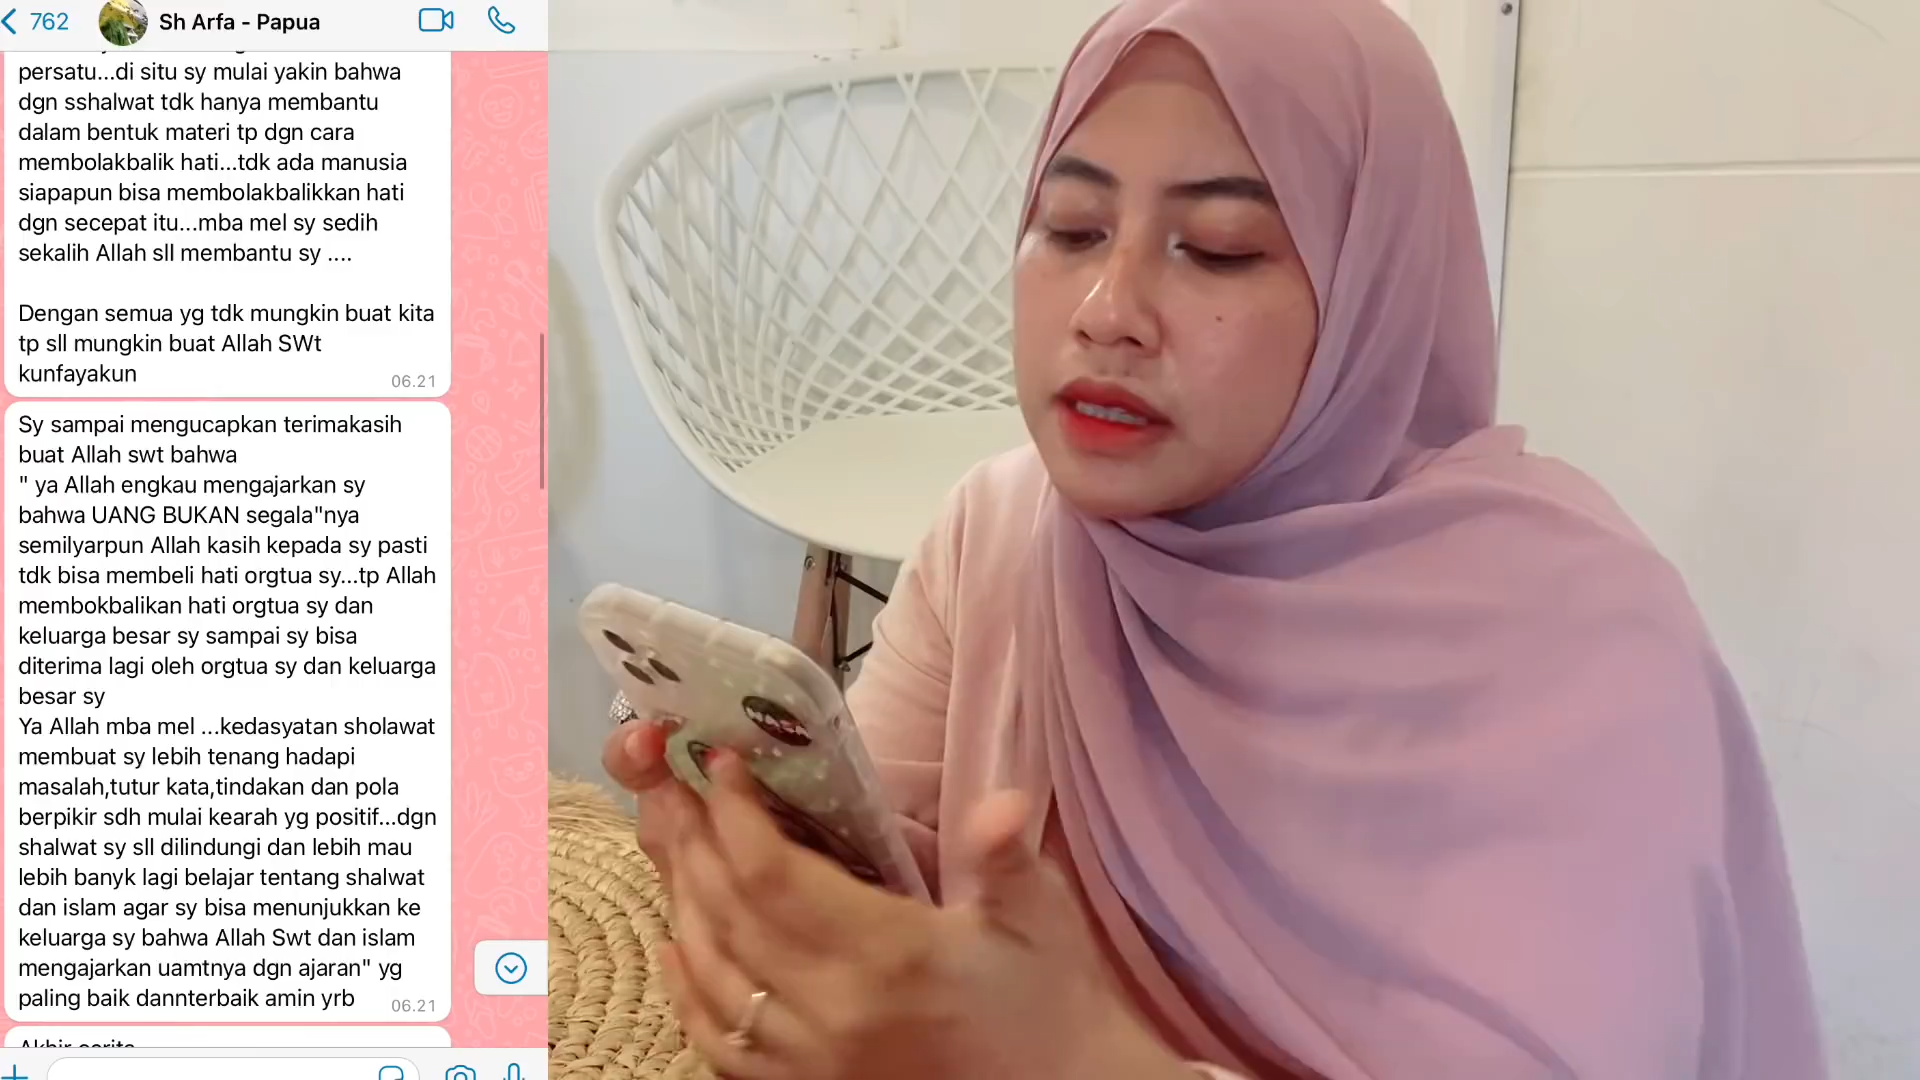 762
Sh Arfa - Papua
persatu...di situ sy mulai yakin bahwa
dgn sshalwat tdk hanya membantu
dalam bentuk materi tp dgn cara
membolakbalik hati...tdk ada manusia
siapapun bisa membolakbalikkan hati
dgn secepat itu...mba mel sy sedih
sekalih Allah sll membantu sy ....
Dengan semua yg tdk mungkin buat kita
tp sll mungkin buat Allah SWt
kunfayakun
06.21
Sy sampai mengucapkan terimakasih
buat Allah swt bahwa
" ya Allah engkau mengajarkan sy
bahwa UANG BUKAN segala"nya
semilyarpun Allah kasih kepada sy pasti
tdk bisa membeli hati orgtua sy...tp Allah
membokbalikan hati orgtua sy dan
keluarga besar sy sampai sy bisa
diterima lagi oleh orgtua sy dan keluarga
besar sy
Ya Allah mba mel ...kedasyatan sholawat
membuat sy lebih tenang hadapi
masalah,tutur kata,tindakan dan pola
berpikir sdh mulai kearah yg positif...dgn
shalwat sy sll dilindungi dan lebih mau
lebih banyk lagi belajar tentang shalwat
dan islam agar sy bisa menunjukkan ke
keluarga sy bahwa Allah Swt dan islam
mengajarkan uamtnya dgn ajaran" yg
paling baik dannterbaik amin yrb
06.21
Akhir cerita